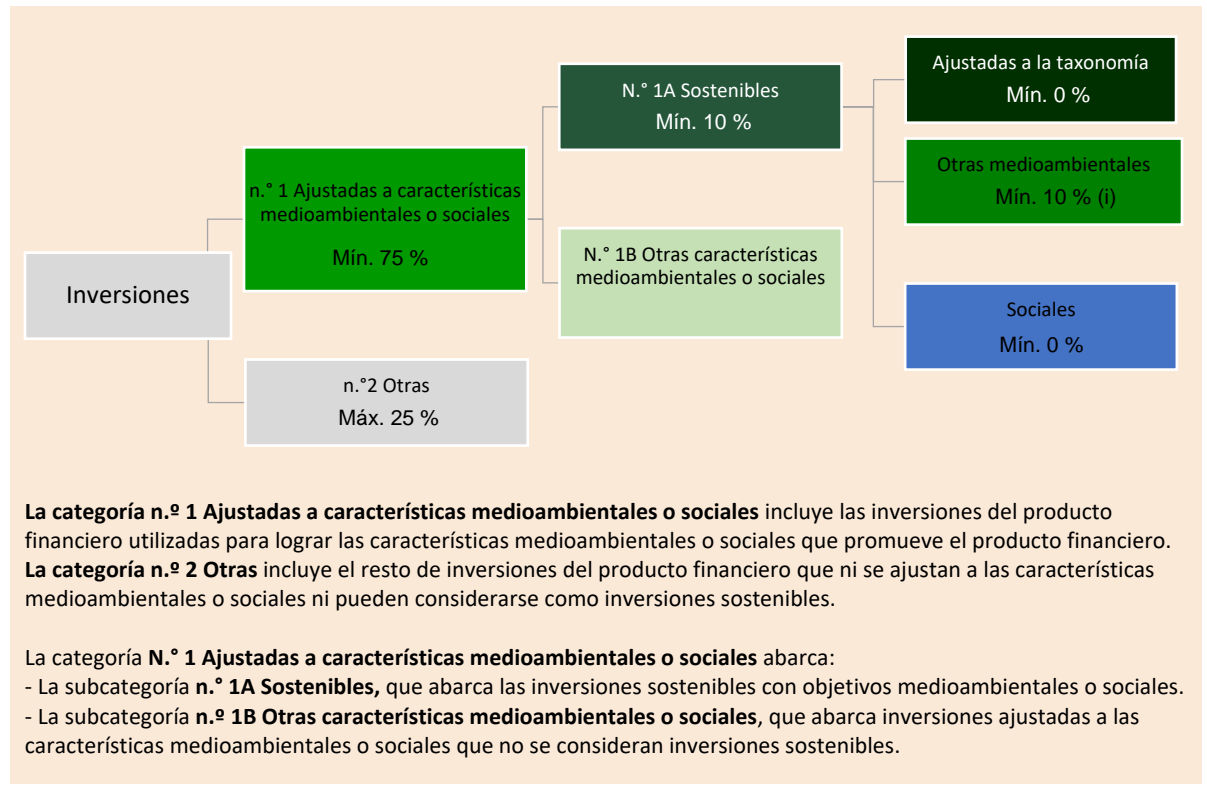 Inversiones
n.° 1 Ajustadas a características
medioambientales o sociales
Mín. 75 %
n.°2 Otras
Máx. 25 %
N.° 1A Sostenibles
Mín. 10 %
N.° 1B Otras características
medioambientales o sociales
Ajustadas a la taxonomía
Mín. 0 %
Otras medioambientales
Mín. 10 % (i)
Sociales
Mín. 0 %
La categoría n.º 1 Ajustadas a características medioambientales o sociales incluye las inversiones del producto
financiero utilizadas para lograr las características medioambientales o sociales que promueve el producto financiero.
La categoría n.º 2 Otras incluye el resto de inversiones del producto financiero que ni se ajustan a las características
medioambientales o sociales ni pueden considerarse como inversiones sostenibles.
La categoría N.° 1 Ajustadas a características medioambientales o sociales abarca:
- La subcategoría n.° 1A Sostenibles, que abarca las inversiones sostenibles con objetivos medioambientales o sociales.
- La subcategoría n.º 1B Otras características medioambientales o sociales, que abarca inversiones ajustadas a las
características medioambientales o sociales que no se consideran inversiones sostenibles.